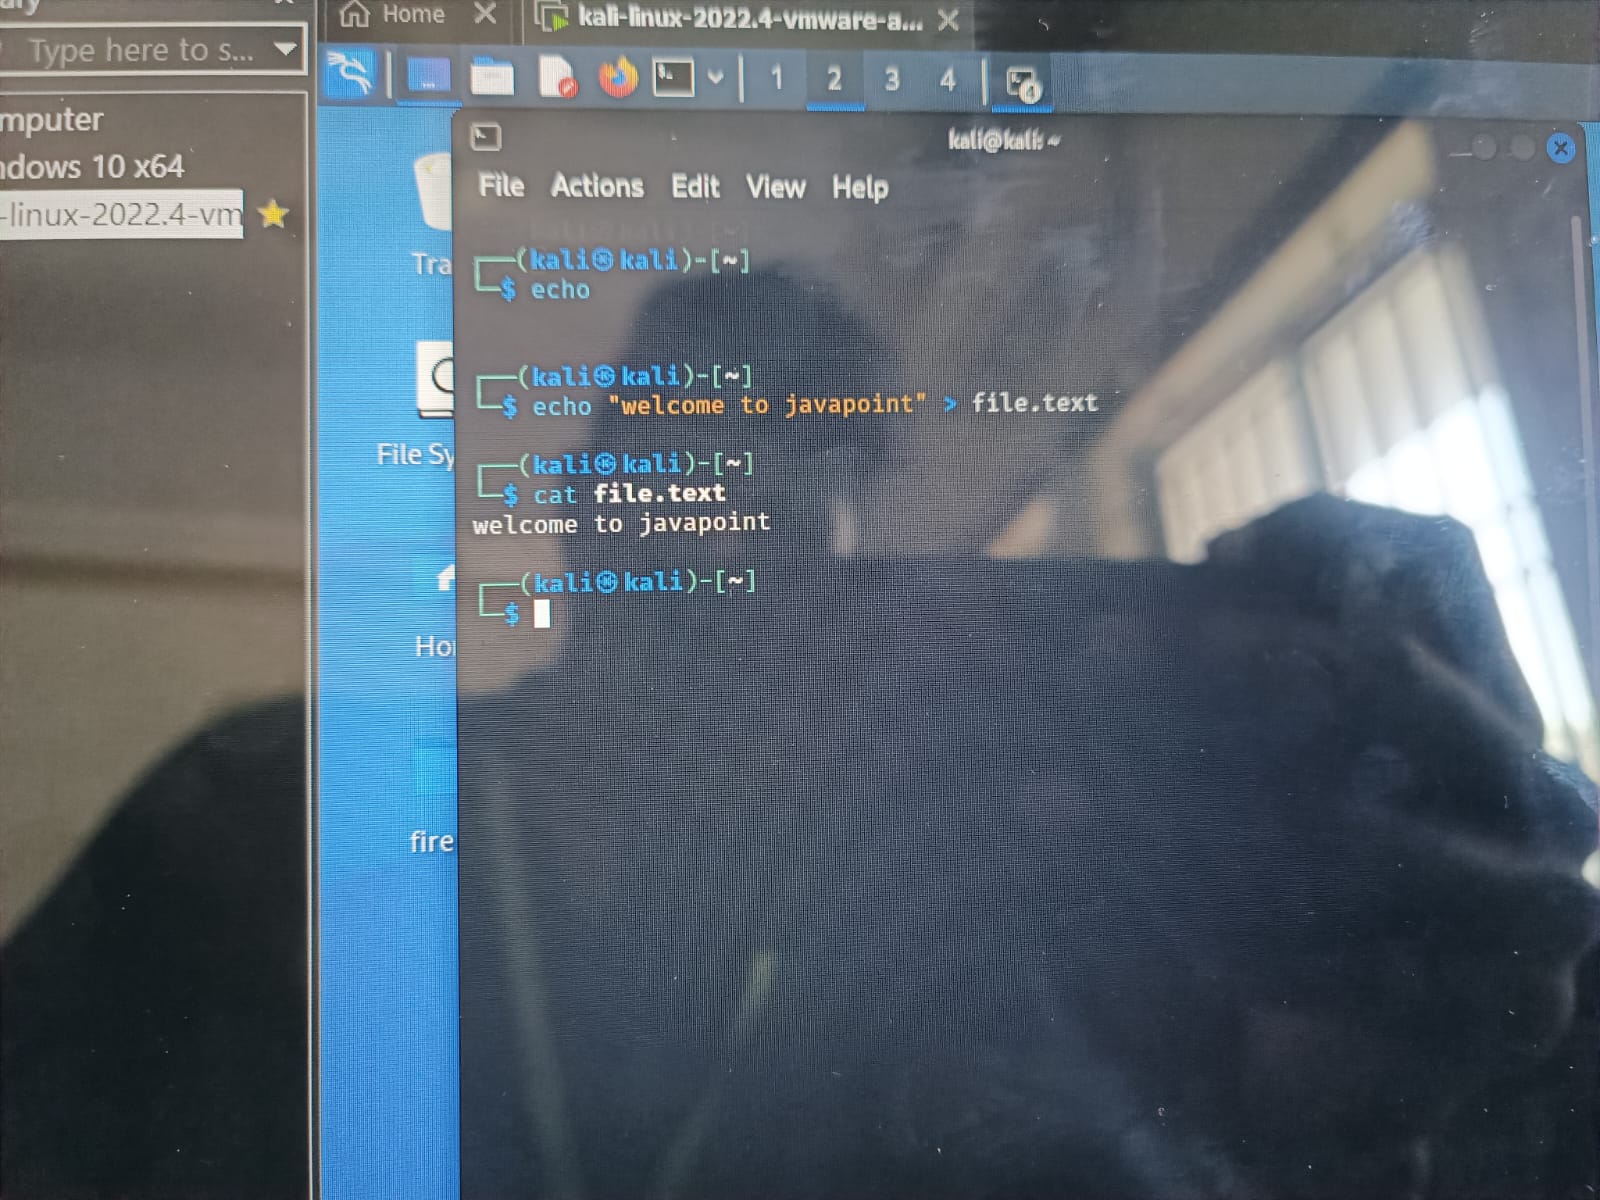 Home
kali-linux-2022.4-vmware-a...
Type here to s...
1 2 3 4
mputer
ndows 10 x64
-linux-2022.4-vm
kali@kali: ~
File Actions Edit View Help
Tra
File Sy
Ho
fire
(kali㉿kali)-[~]
$ echo
(kali㉿kali)-[~]
$ echo "welcome to javapoint" > file.text
(kali㉿kali)-[~]
$ cat file.text
welcome to javapoint
(kali㉿kali)-[~]
$